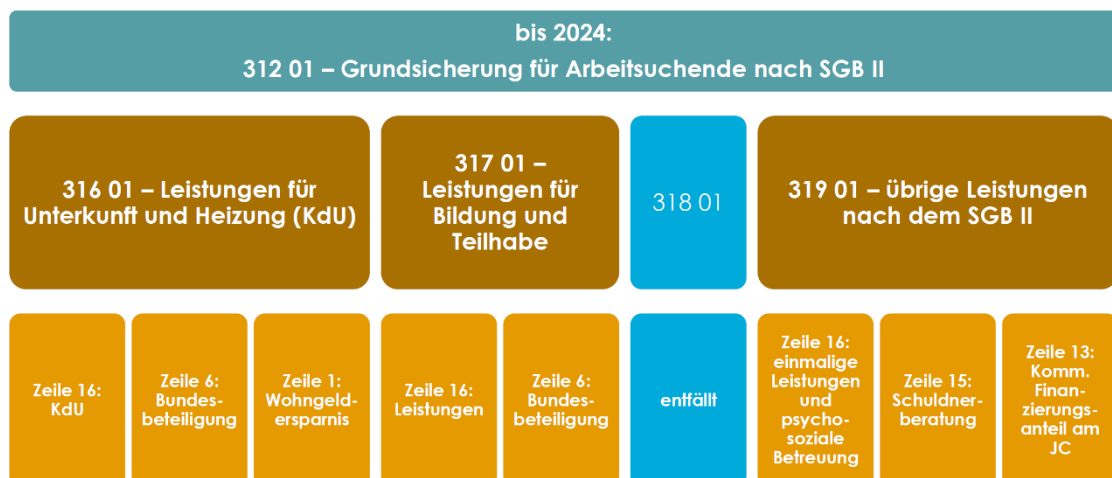 bis 2024:
312 01 – Grundsicherung für Arbeitsuchende nach SGB II
316 01 – Leistungen für
Unterkunft und Heizung (KdU)
317 01 –
Leistungen für
Bildung und
Teilhabe
318 01
319 01 – übrige Leistungen
nach dem SGB II
Zeile 16:
KdU
Zeile 6:
Bundes-
beteiligung
Zeile 1:
Wohngeld-
ersparnis
Zeile 16:
Leistungen
Zeile 6:
Bundes-
beteiligung
entfällt
Zeile 16:
einmalige
Leistungen
und
psycho-
soziale
Betreuung
Zeile 15:
Schuldner-
beratung
Zeile 13:
Komm.
Finan-
zierungs-
anteil am
JC